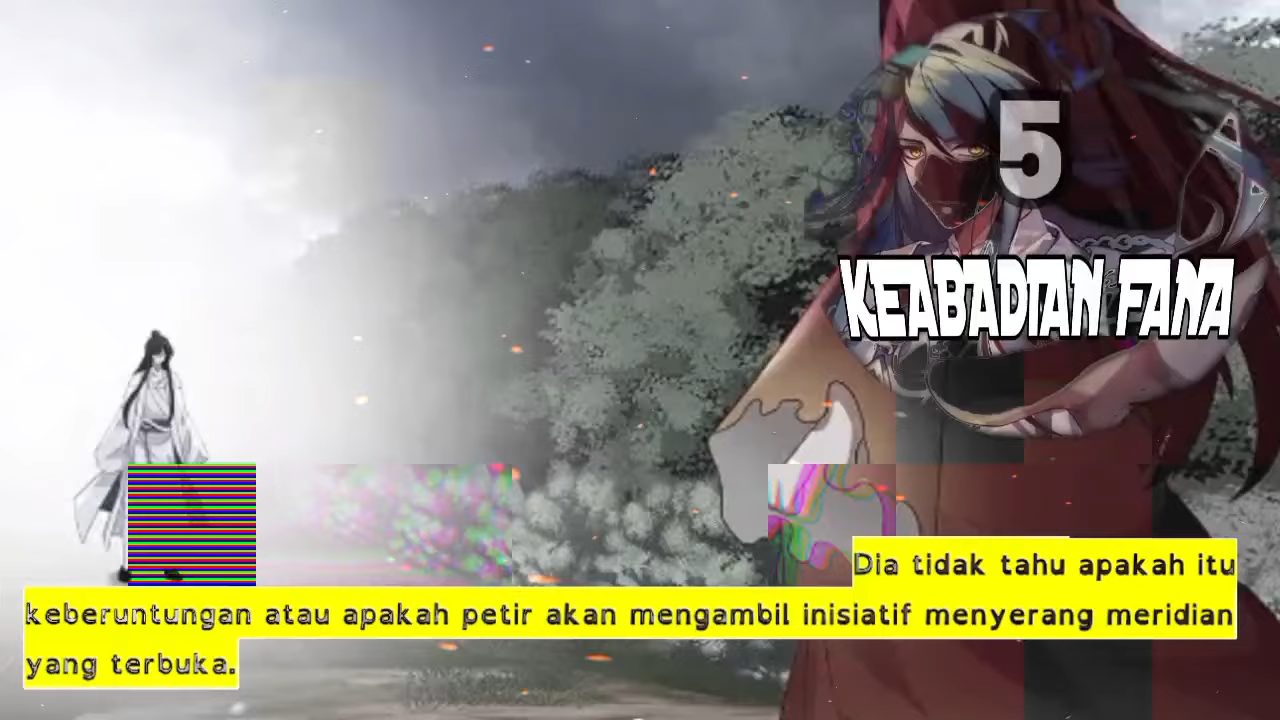 5
KEABADIAN FANA
Dia tidak tahu apakah itu
keberuntungan atau apakah petir akan mengambil inisiatif menyerang meridian
yang terbuka.